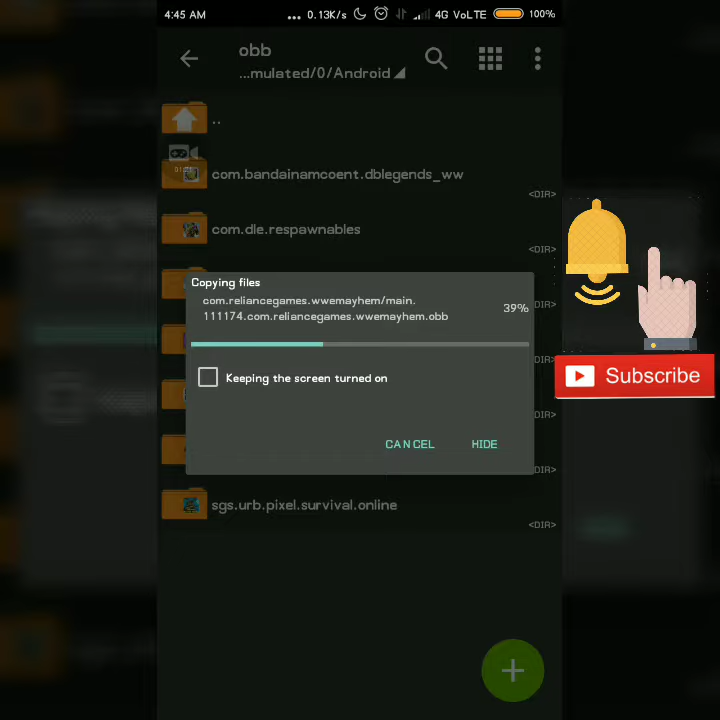 4:45 AM
... 0.13K/s
4G VoLTE
100%
obb
...mulated/0/Android
..
com.bandainamcoent.dblegends_ww
<DIR>
com.dle.respawnables
<DIR>
Copying files
com.reliancegames.wwemayhem/main.
111174.com.reliancegames.wwemayhem.obb
39%
<DIR>
Keeping the screen turned on
CANCEL
HIDE
Subscribe
sgs.urb.pixel.survival.online
<DIR>